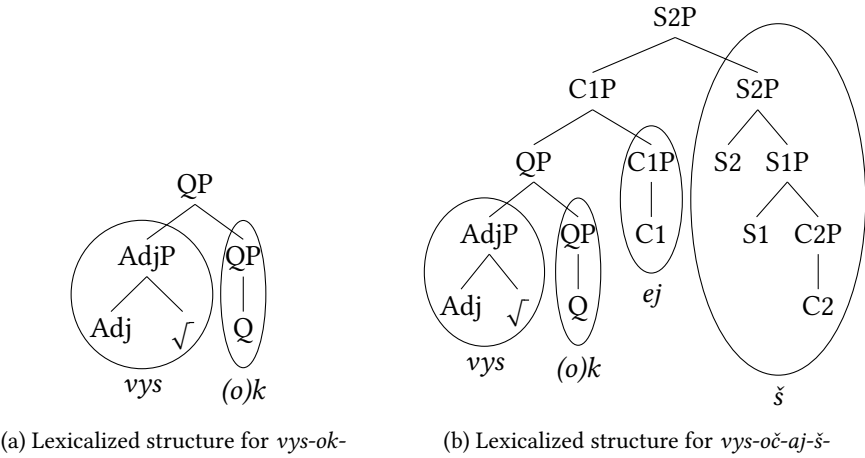 S2P
C1P S2P
QP QP C1P S2 S1P
AdjP QP AdjP QP C1 S1 C2P
Adj √ Q Adj √ Q ej C2
vys (o)k vys (o)k š
(a) Lexicalized structure for vys-ok- (b) Lexicalized structure for vys-oč-aj-š-